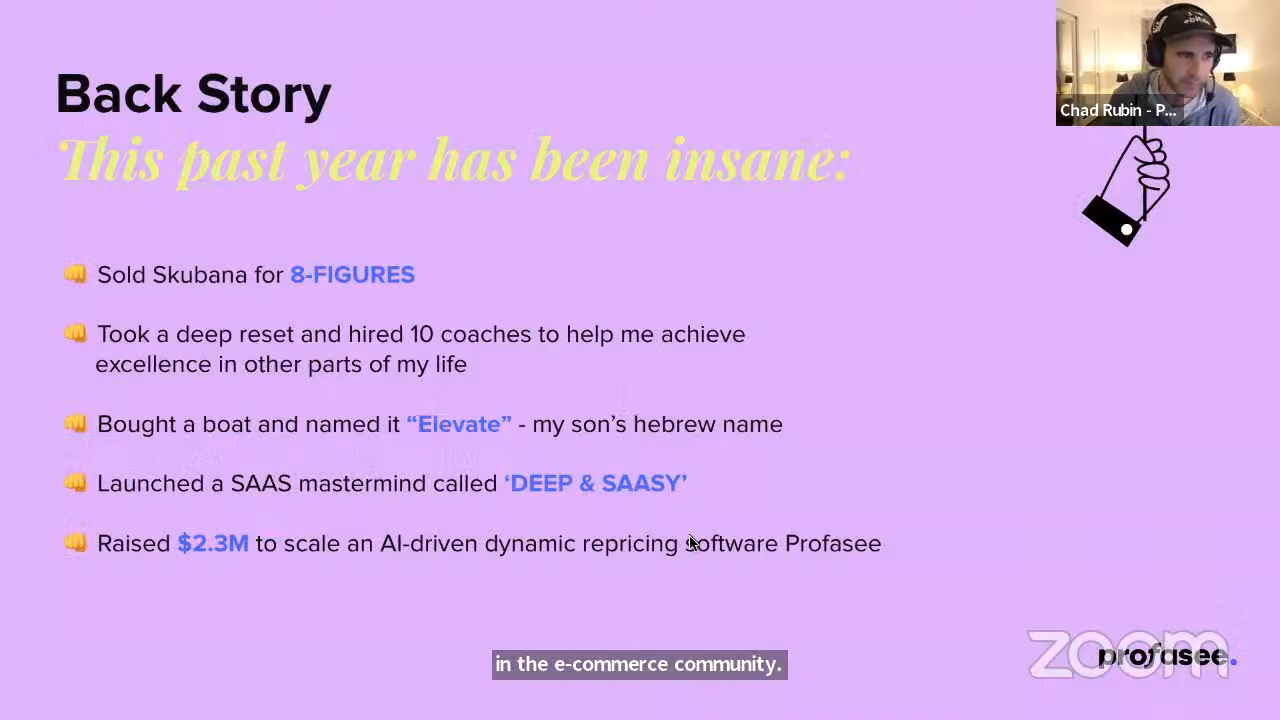 Back Story
This past year has been insane:
👊 Sold Skubana for 8-FIGURES
👊 Took a deep reset and hired 10 coaches to help me achieve
excellence in other parts of my life
👊 Bought a boat and named it “Elevate” - my son’s hebrew name
👊 Launched a SAAS mastermind called ‘DEEP & SAASY’
👊 Raised $2.3M to scale an AI-driven dynamic repricing software Profasee
Chad Rubin - P...
in the e-commerce community.
zoom
profasee.